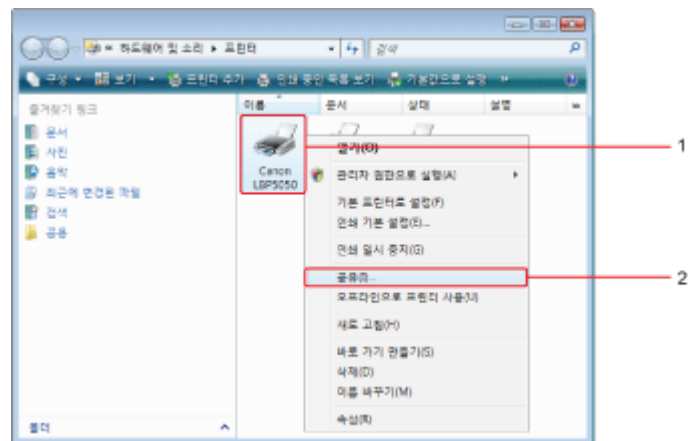 « 하드웨어 및 소리 ▸ 프린터
검색
구성 보기 프린터 추가 인쇄 중인 목록 보기 기본값으로 설정 »
즐겨찾기 링크
이름 문서 상태 설명 »
문서
사진
음악
최근에 변경된 파일
검색
공용
Canon
LBP5050
열기(O)
관리자 권한으로 실행(A)
기본 프린터로 설정(F)
인쇄 기본 설정(E)...
인쇄 일시 중지(G)
공유(I)...
오프라인으로 프린터 사용(U)
새로 고침(H)
바로 가기 만들기(S)
삭제(D)
이름 바꾸기(M)
속성(R)
폴더
1
2